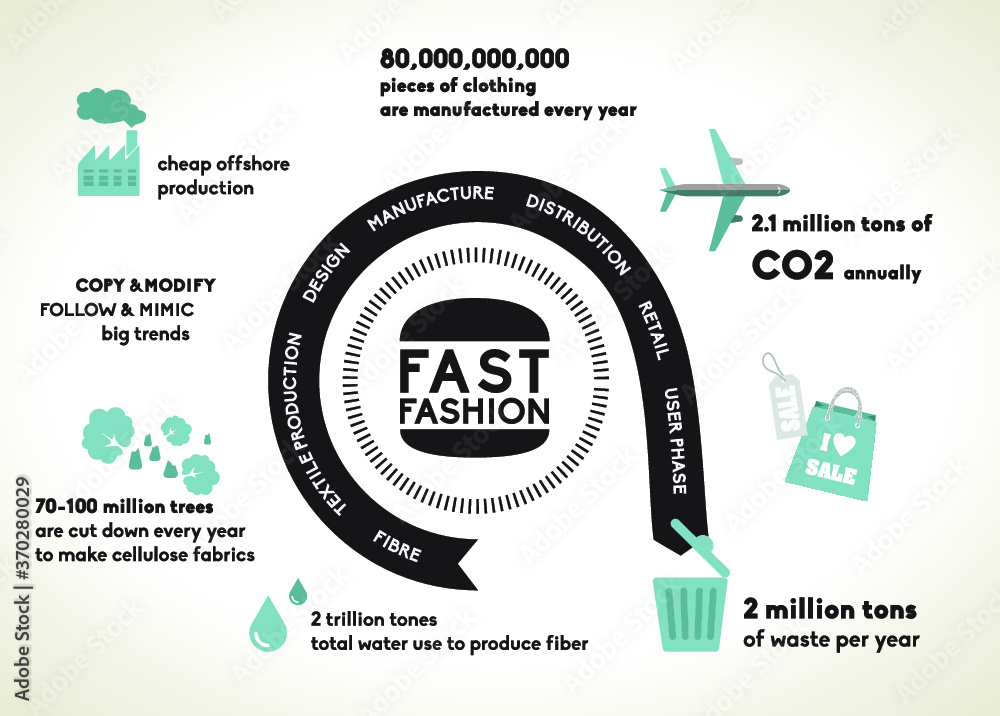 80,000,000,000
pieces of clothing
are manufactured every year
cheap offshore
production
2.1 million tons of
CO2 annually
COPY & MODIFY
FOLLOW & MIMIC
big trends
FIBRE
TEXTILE PRODUCTION
DESIGN
MANUFACTURE
DISTRIBUTION
RETAIL
USER PHASE
FAST
FASHION
SALE
I
SALE
70-100 million trees
are cut down every year
to make cellulose fabrics
2 trillion tones
total water use to produce fiber
2 million tons
of waste per year
Adobe Stock | #370280029
Adobe Stock